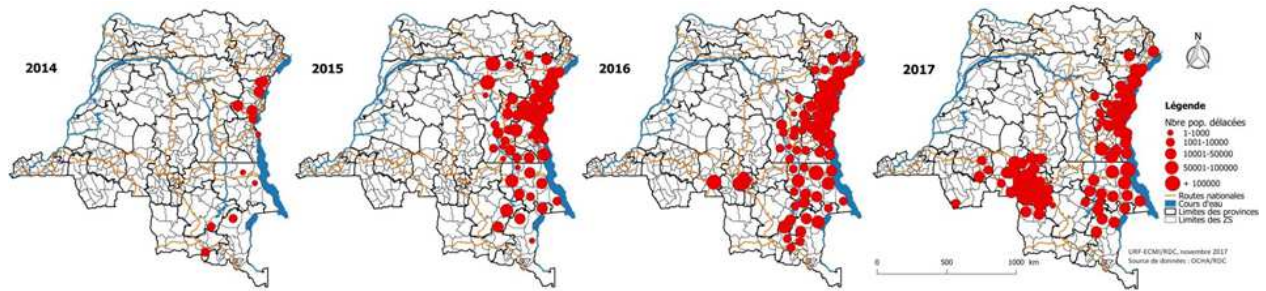 2014
2015
2016
2017
N
Légende
Nbre pop. délacées
1-1000
1001-10000
10001-50000
50001-100000
+ 100000
Routes nationales
Cours d'eau
Limites des provinces
Limites des ZS
URF-ECMI/RDC, novembre 2017
Source de données : OCHA/RDC
0 500 1000 km